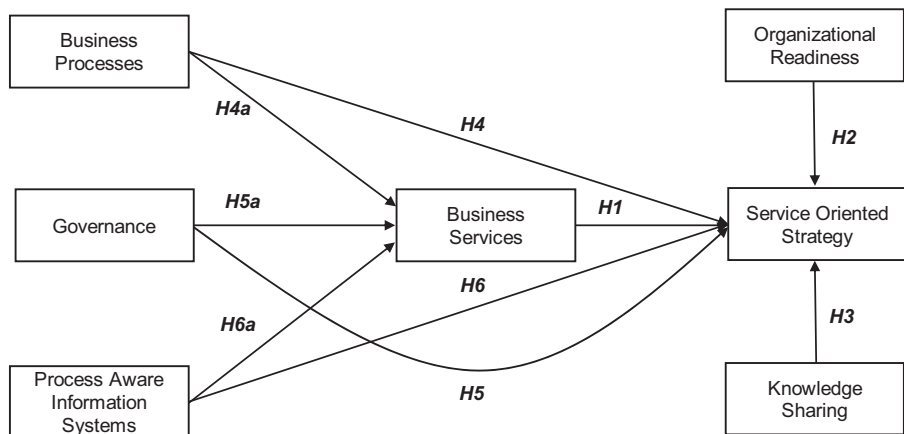 Business
Processes
Organizational
Readiness
H4a
H4
H2
Governance
H5a
Business
Services
H1
Service Oriented
Strategy
H6
H6a
H3
H5
Process Aware
Information
Systems
Knowledge
Sharing